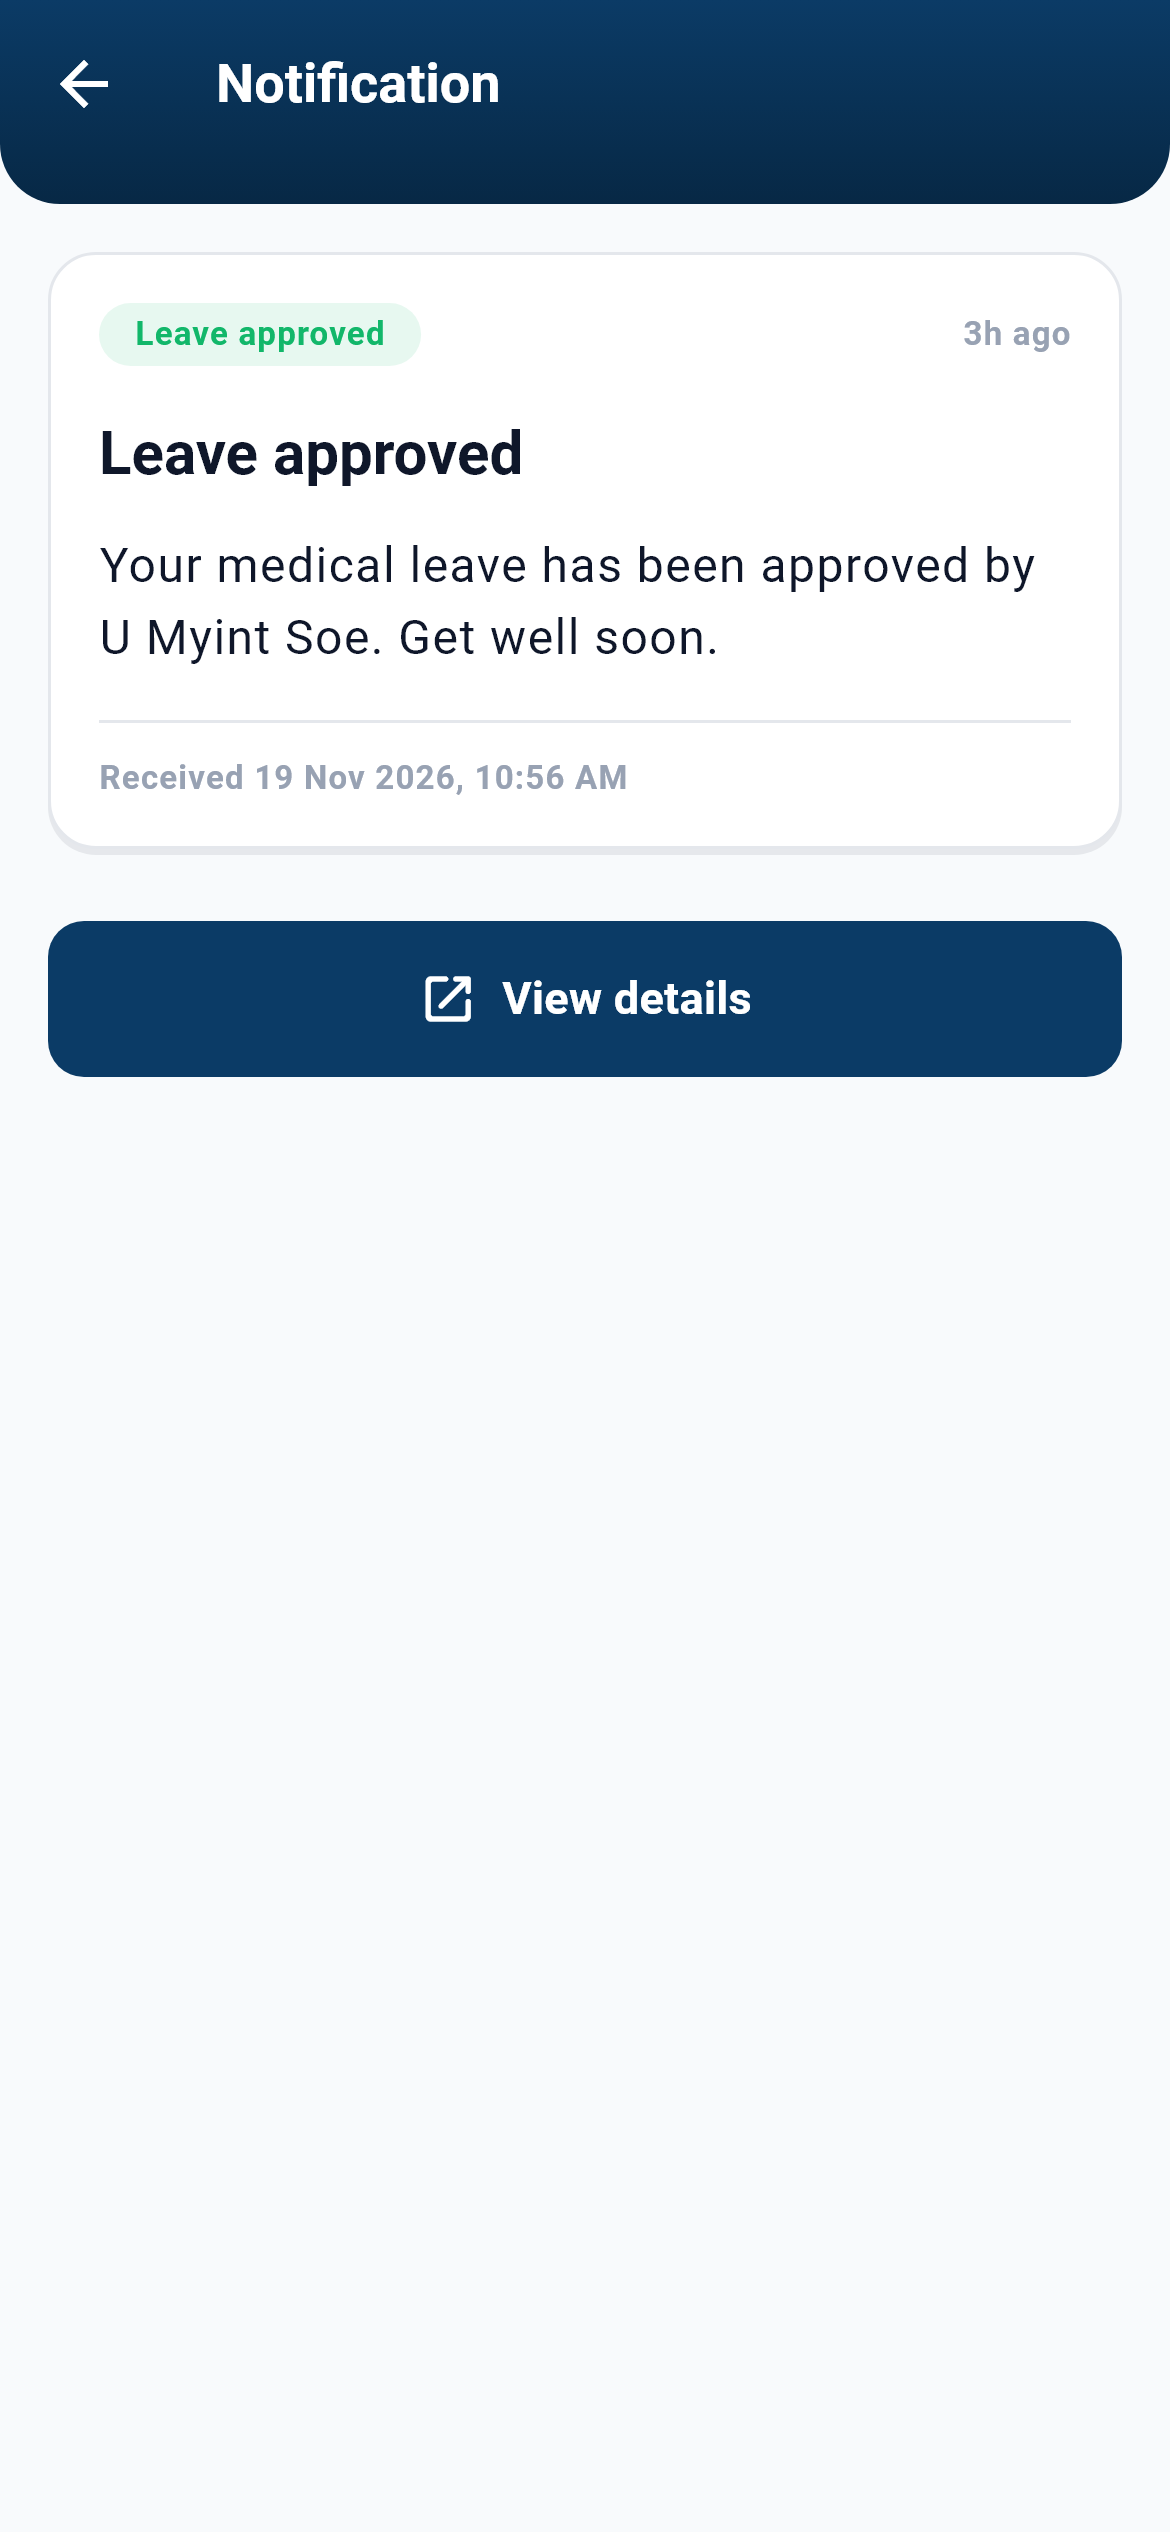 Notification
Leave approved
3h ago
Leave approved
Your medical leave has been approved by
U Myint Soe. Get well soon.
Received 19 Nov 2026, 10:56 AM
View details